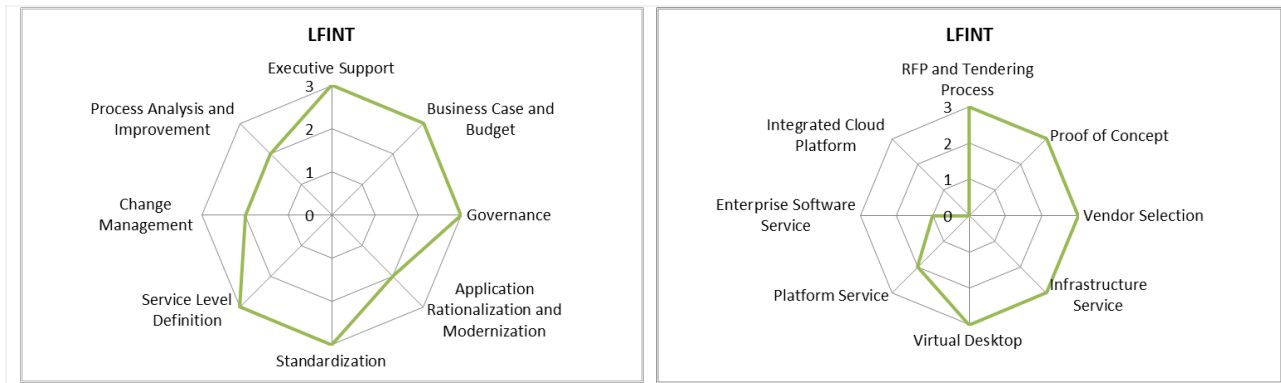 LFINT
Executive Support
3
Process Analysis and
Improvement
Business Case and
Budget
2
1
Change
Management
0
Governance
Service Level
Definition
Application
Rationalization and
Modernization
Standardization
LFINT
RFP and Tendering
Process
3
Integrated Cloud
Platform
Proof of Concept
2
1
Enterprise Software
Service
0
Vendor Selection
Platform Service
Infrastructure
Service
Virtual Desktop